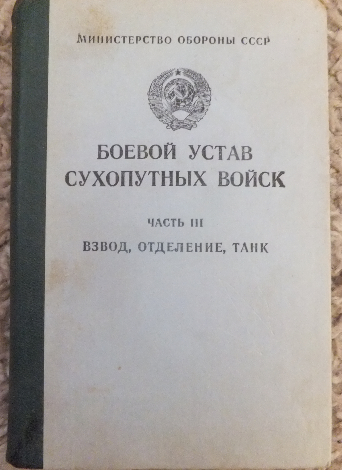 МИНИСТЕРСТВО ОБОРОНЫ СССР
БОЕВОЙ УСТАВ
СУХОПУТНЫХ ВОЙСК
ЧАСТЬ III
ВЗВОД, ОТДЕЛЕНИЕ, ТАНК